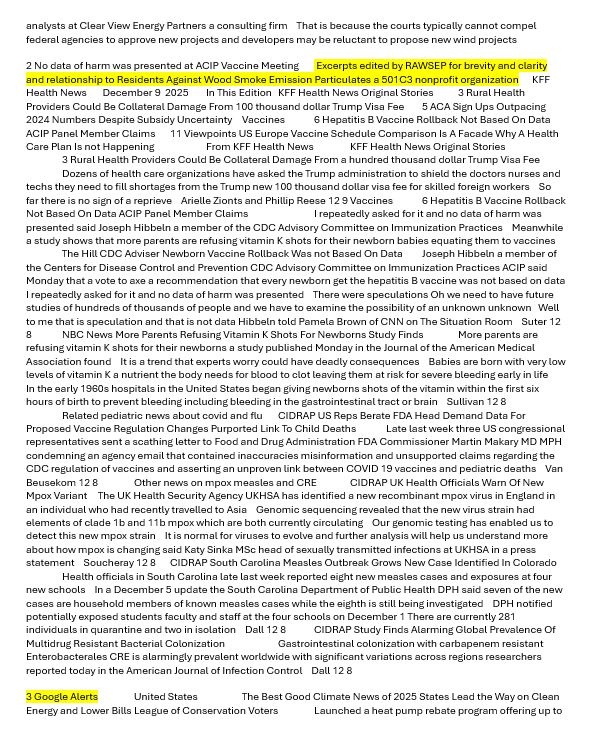 analysts at Clear View Energy Partners a consulting firm That is because the courts typically cannot compel
federal agencies to approve new projects and developers may be reluctant to propose new wind projects
2 No data of harm was presented at ACIP Vaccine Meeting Excerpts edited by RAWSEP for brevity and clarity
and relationship to Residents Against Wood Smoke Emission Particulates a 501C3 nonprofit organization KFF
Health News December 9 2025 In This Edition KFF Health News Original Stories 3 Rural Health
Providers Could Be Collateral Damage From 100 thousand dollar Trump Visa Fee 5 ACA Sign Ups Outpacing
2024 Numbers Despite Subsidy Uncertainty Vaccines 6 Hepatitis B Vaccine Rollback Not Based On Data
ACIP Panel Member Claims 11 Viewpoints US Europe Vaccine Schedule Comparison Is A Facade Why A Health
Care Plan Is not Happening From KFF Health News KFF Health News Original Stories
3 Rural Health Providers Could Be Collateral Damage From a hundred thousand dollar Trump Visa Fee
Dozens of health care organizations have asked the Trump administration to shield the doctors nurses and
techs they need to fill shortages from the Trump new 100 thousand dollar visa fee for skilled foreign workers So
far there is no sign of a reprieve Arielle Zionts and Phillip Reese 12 9 Vaccines 6 Hepatitis B Vaccine Rollback
Not Based On Data ACIP Panel Member Claims I repeatedly asked for it and no data of harm was
presented said Joseph Hibbeln a member of the CDC Advisory Committee on Immunization Practices Meanwhile
a study shows that more parents are refusing vitamin K shots for their newborn babies equating them to vaccines
The Hill CDC Adviser Newborn Vaccine Rollback Was not Based On Data Joseph Hibbeln a member of
the Centers for Disease Control and Prevention CDC Advisory Committee on Immunization Practices ACIP said
Monday that a vote to axe a recommendation that every newborn get the hepatitis B vaccine was not based on data
I repeatedly asked for it and no data of harm was presented There were speculations Oh we need to have future
studies of hundreds of thousands of people and we have to examine the possibility of an unknown unknown Well
to me that is speculation and that is not data Hibbeln told Pamela Brown of CNN on The Situation Room Suter 12
8 NBC News More Parents Refusing Vitamin K Shots For Newborns Study Finds More parents are
refusing vitamin K shots for their newborns a study published Monday in the Journal of the American Medical
Association found It is a trend that experts worry could have deadly consequences Babies are born with very low
levels of vitamin K a nutrient the body needs for blood to clot leaving them at risk for severe bleeding early in life
In the early 1960s hospitals in the United States began giving newborns shots of the vitamin within the first six
hours of birth to prevent bleeding including bleeding in the gastrointestinal tract or brain Sullivan 12 8
Related pediatric news about covid and flu CIDRAP US Reps Berate FDA Head Demand Data For
Proposed Vaccine Regulation Changes Purported Link To Child Deaths Late last week three US congressional
representatives sent a scathing letter to Food and Drug Administration FDA Commissioner Martin Makary MD MPH
condemning an agency email that contained inaccuracies misinformation and unsupported claims regarding the
CDC regulation of vaccines and asserting an unproven link between COVID 19 vaccines and pediatric deaths Van
Beusekom 12 8 Other news on mpox measles and CRE CIDRAP UK Health Officials Warn Of New
Mpox Variant The UK Health Security Agency UKHSA has identified a new recombinant mpox virus in England in
an individual who had recently travelled to Asia Genomic sequencing revealed that the new virus strain had
elements of clade 1b and 11b mpox which are both currently circulating Our genomic testing has enabled us to
detect this new mpox strain It is normal for viruses to evolve and further analysis will help us understand more
about how mpox is changing said Katy Sinka MSc head of sexually transmitted infections at UKHSA in a press
statement Soucheray 12 8 CIDRAP South Carolina Measles Outbreak Grows New Case Identified In Colorado
Health officials in South Carolina late last week reported eight new measles cases and exposures at four
new schools In a December 5 update the South Carolina Department of Public Health DPH said seven of the new
cases are household members of known measles cases while the eighth is still being investigated DPH notified
potentially exposed students faculty and staff at the four schools on December 1 There are currently 281
individuals in quarantine and two in isolation Dall 12 8 CIDRAP Study Finds Alarming Global Prevalence Of
Multidrug Resistant Bacterial Colonization Gastrointestinal colonization with carbapenem resistant
Enterobacterales CRE is alarmingly prevalent worldwide with significant variations across regions researchers
reported today in the American Journal of Infection Control Dall 12 8
3 Google Alerts United States The Best Good Climate News of 2025 States Lead the Way on Clean
Energy and Lower Bills League of Conservation Voters Launched a heat pump rebate program offering up to